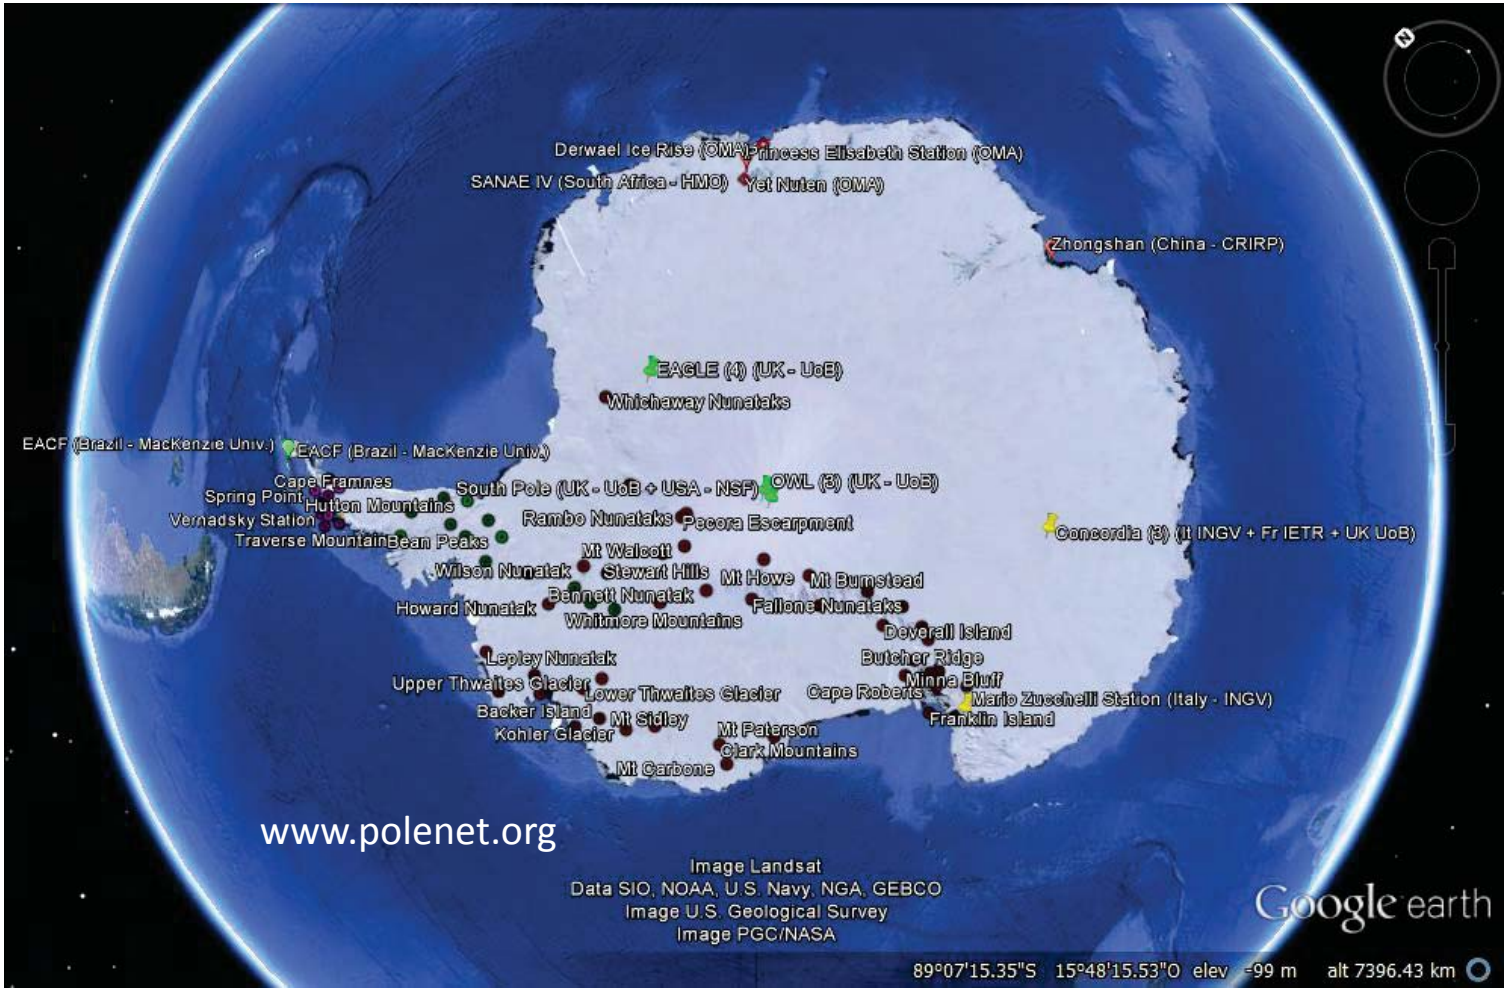 N
Derwael Ice Rise (OMA)
Princess Elisabeth Station (OMA)
SANAE IV (South Africa - HMO)
Yet Nuten (OMA)
Zhongshan (China - CRIRP)
EAGLE (4) (UK - UoB)
Whichaway Nunataks
EACF (Brazil - MacKenzie Univ.)
EACF (Brazil - MacKenzie Univ.)
Cape Framnes
South Pole (UK - UoB + USA - NSF)
OWL (3) (UK - UoB)
Spring Point
Hutton Mountains
Vernadsky Station
Rambo Nunataks
Pecora Escarpment
Concordia (3) (It INGV + Fr IETR + UK UoB)
Traverse Mountain
Bean Peaks
Mt Walcott
Wilson Nunatak
Stewart Hills
Mt Howe
Mt Bumstead
Bennett Nunatak
Howard Nunatak
Fallone Nunataks
Whitmore Mountains
Deverall Island
Lepley Nunatak
Butcher Ridge
Upper Thwaites Glacier
Minna Bluff
Lower Thwaites Glacier
Cape Roberts
Mario Zucchelli Station (Italy - INGV)
Backer Island
Mt Sidley
Franklin Island
Kohler Glacier
Mt Paterson
Clark Mountains
Mt Carbone
www.polenet.org
Image Landsat
Data SIO, NOAA, U.S. Navy, NGA, GEBCO
Image U.S. Geological Survey
Image PGC/NASA
Google earth
89°07'15.35"S 15°48'15.53"O elev -99 m alt 7396.43 km